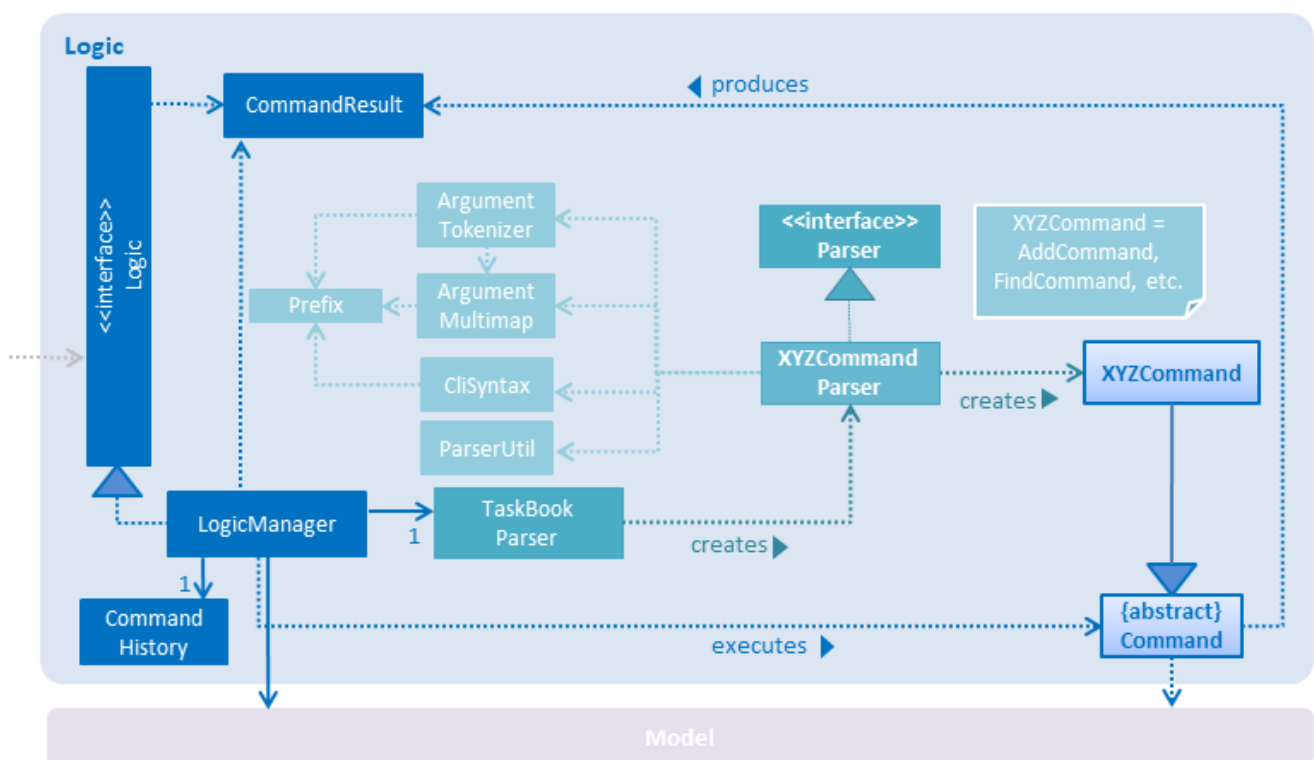 Logic
<<interface>>
Logic
CommandResult
produces
Argument
Tokenizer
<<interface>>
Parser
XYZCommand =
AddCommand,
FindCommand, etc.
Prefix
Argument
Multimap
XYZCommand
Parser
XYZCommand
CliSyntax
creates
ParserUtil
LogicManager
1
TaskBook
Parser
creates
1
Command
History
executes
{abstract}
Command
Model